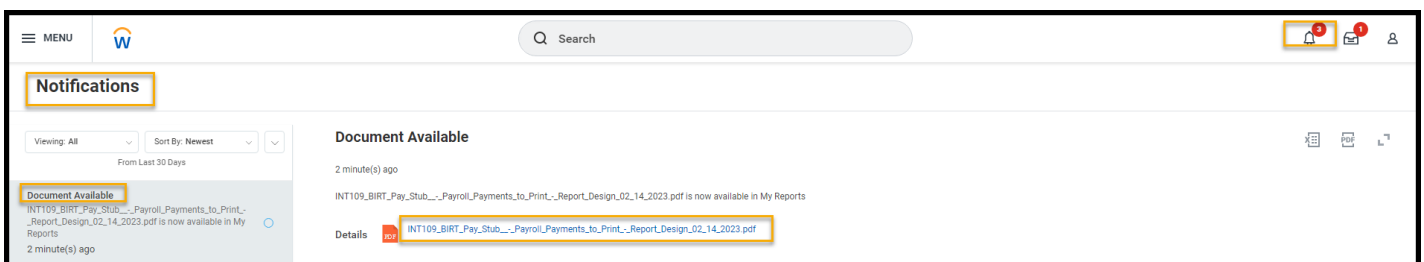 MENU
W
Search
3
1
Notifications
Viewing: All
Sort By: Newest
From Last 30 Days
Document Available
INT109_BIRT_Pay_Stub__-_Payroll_Payments_to_Print_-
_Report_Design_02_14_2023.pdf is now available in My
Reports
2 minute(s) ago
Document Available
PDF
2 minute(s) ago
INT109_BIRT_Pay_Stub__-_Payroll_Payments_to_Print_-_Report_Design_02_14_2023.pdf is now available in My Reports
Details
PDF
INT109_BIRT_Pay_Stub__-_Payroll_Payments_to_Print_-_Report_Design_02_14_2023.pdf